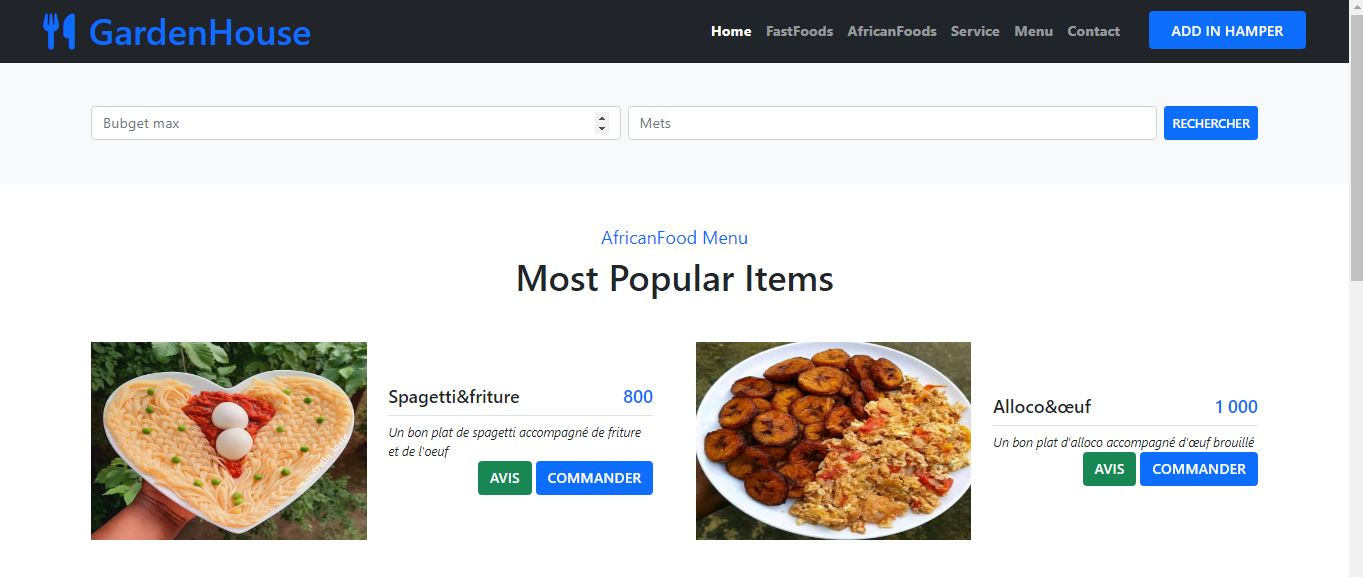 GardenHouse
Home FastFoods AfricanFoods Service Menu Contact ADD IN HAMPER
Bubget max Mets RECHERCHER
AfricanFood Menu
Most Popular Items
Spagetti&friture 800
Un bon plat de spagetti accompagné de friture
et de l'oeuf
AVIS COMMANDER
Alloco&œuf 1 000
Un bon plat d'alloco accompagné d'œuf brouillé
AVIS COMMANDER